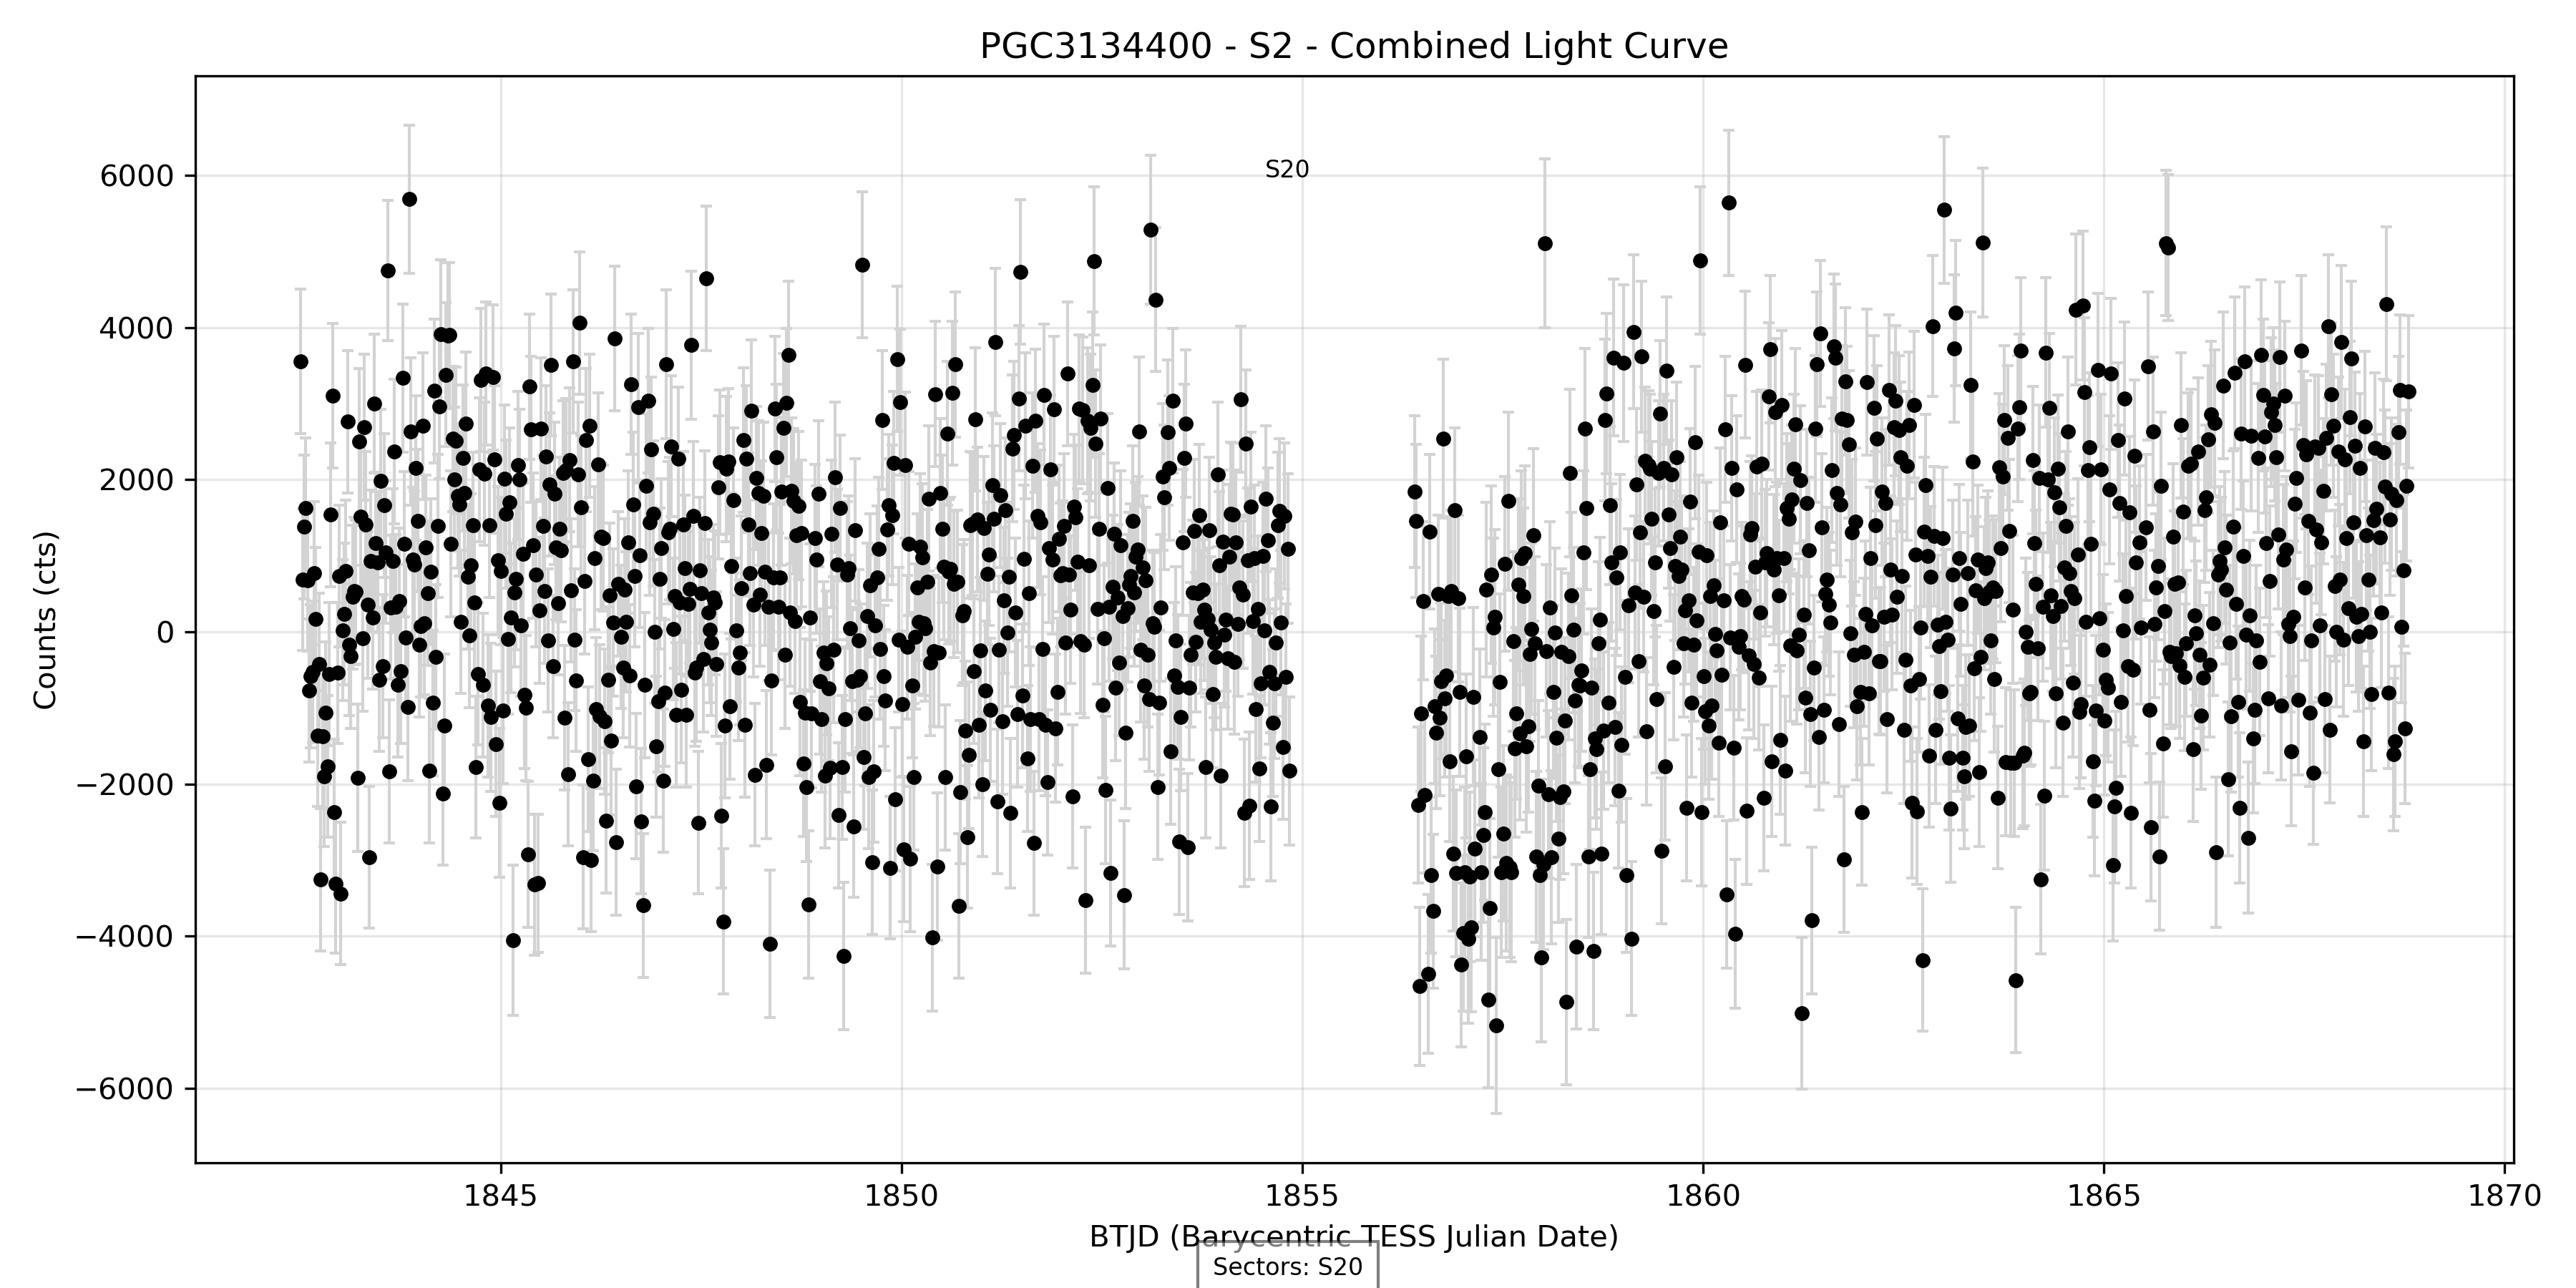 PGC3134400 - S2 - Combined Light Curve
Counts (cts)
6000
4000
2000
0
−2000
−4000
−6000
S20
1845
1850
1855
1860
1865
1870
BTJD (Barycentric TESS Julian Date)
Sectors: S20